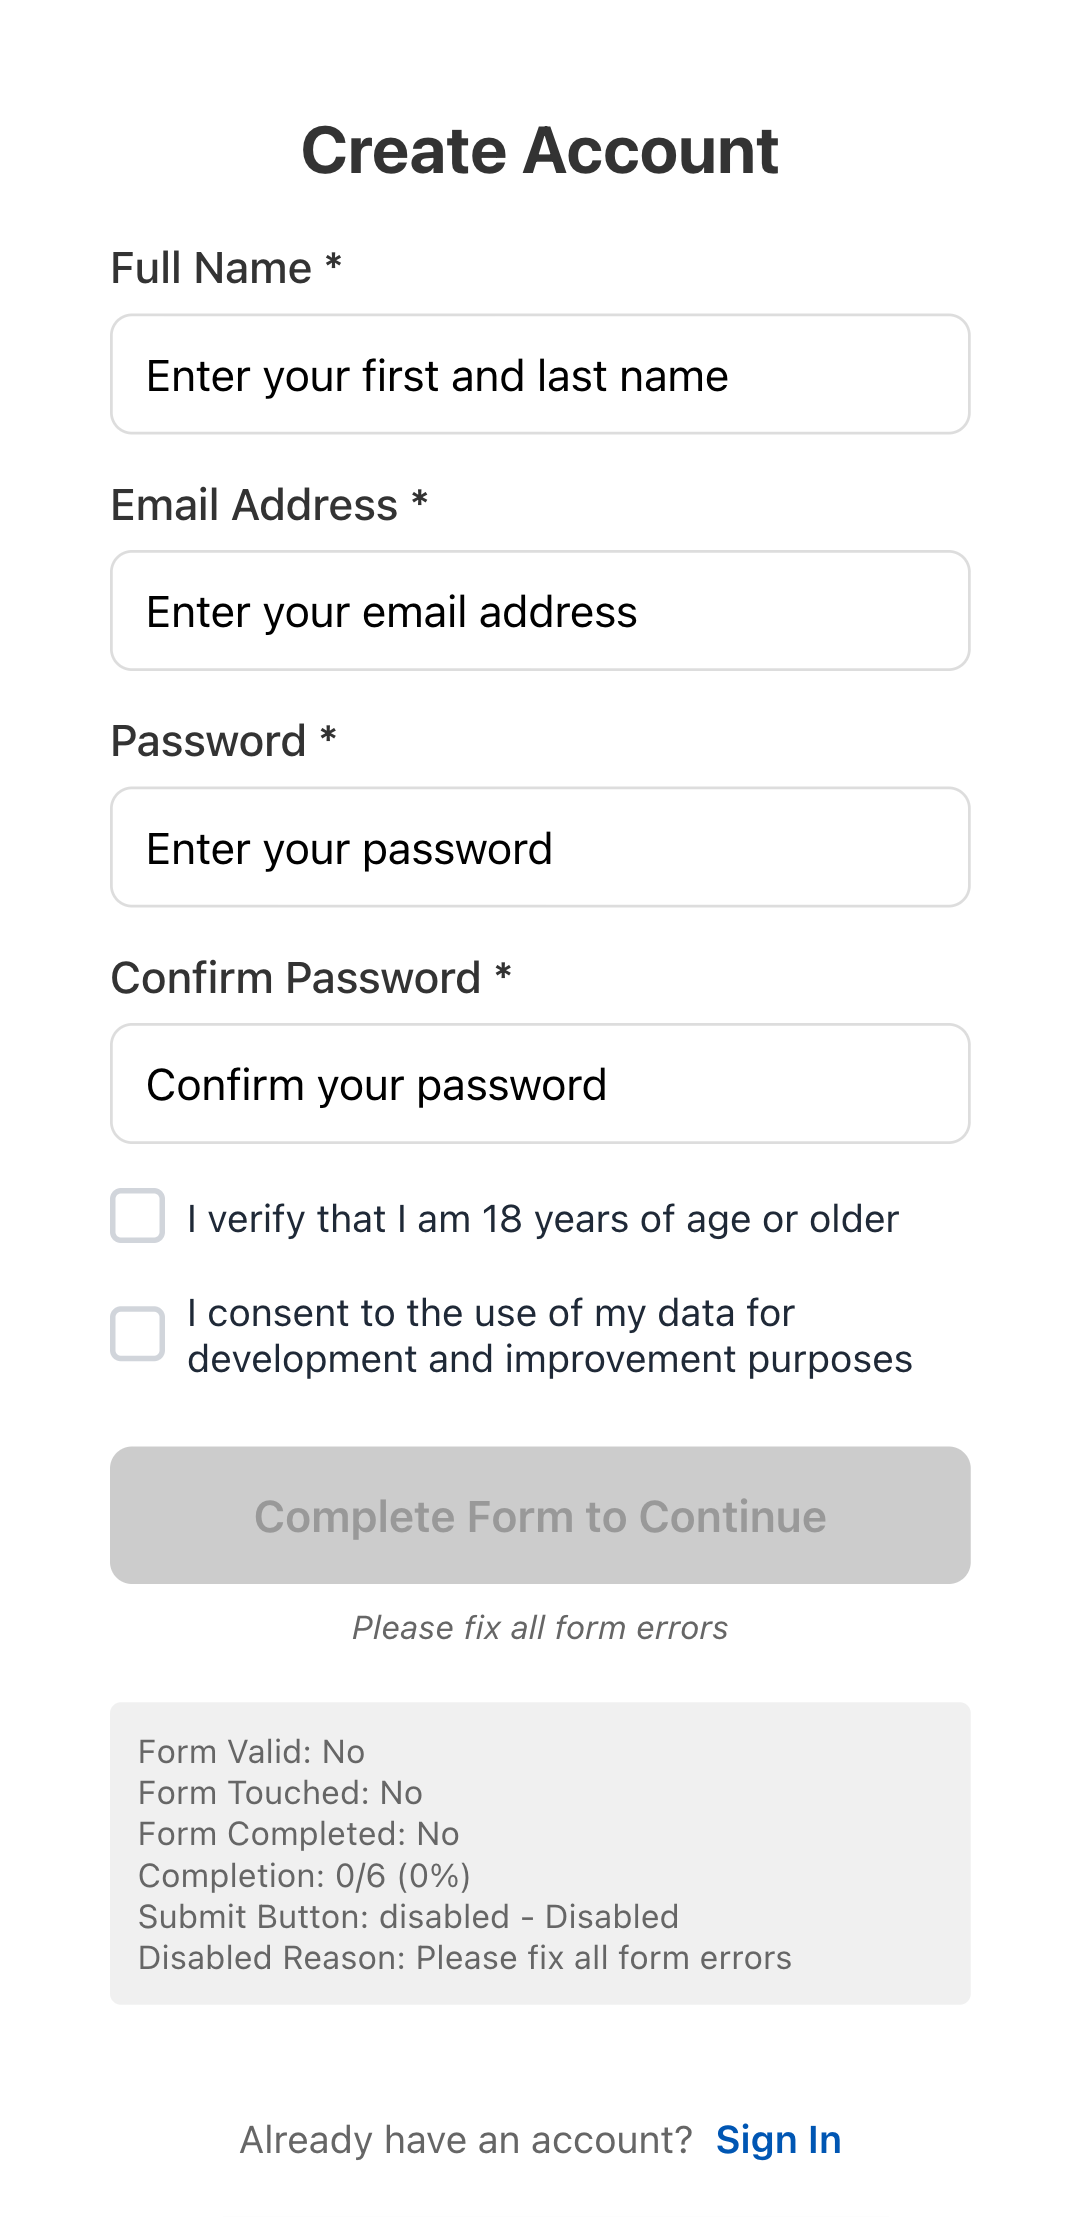 Create Account
Full Name *
Enter your first and last name
Email Address *
Enter your email address
Password *
Enter your password
Confirm Password *
Confirm your password
I verify that I am 18 years of age or older
I consent to the use of my data for
development and improvement purposes
Complete Form to Continue
Please fix all form errors
Form Valid: No
Form Touched: No
Form Completed: No
Completion: 0/6 (0%)
Submit Button: disabled - Disabled
Disabled Reason: Please fix all form errors
Already have an account? Sign In